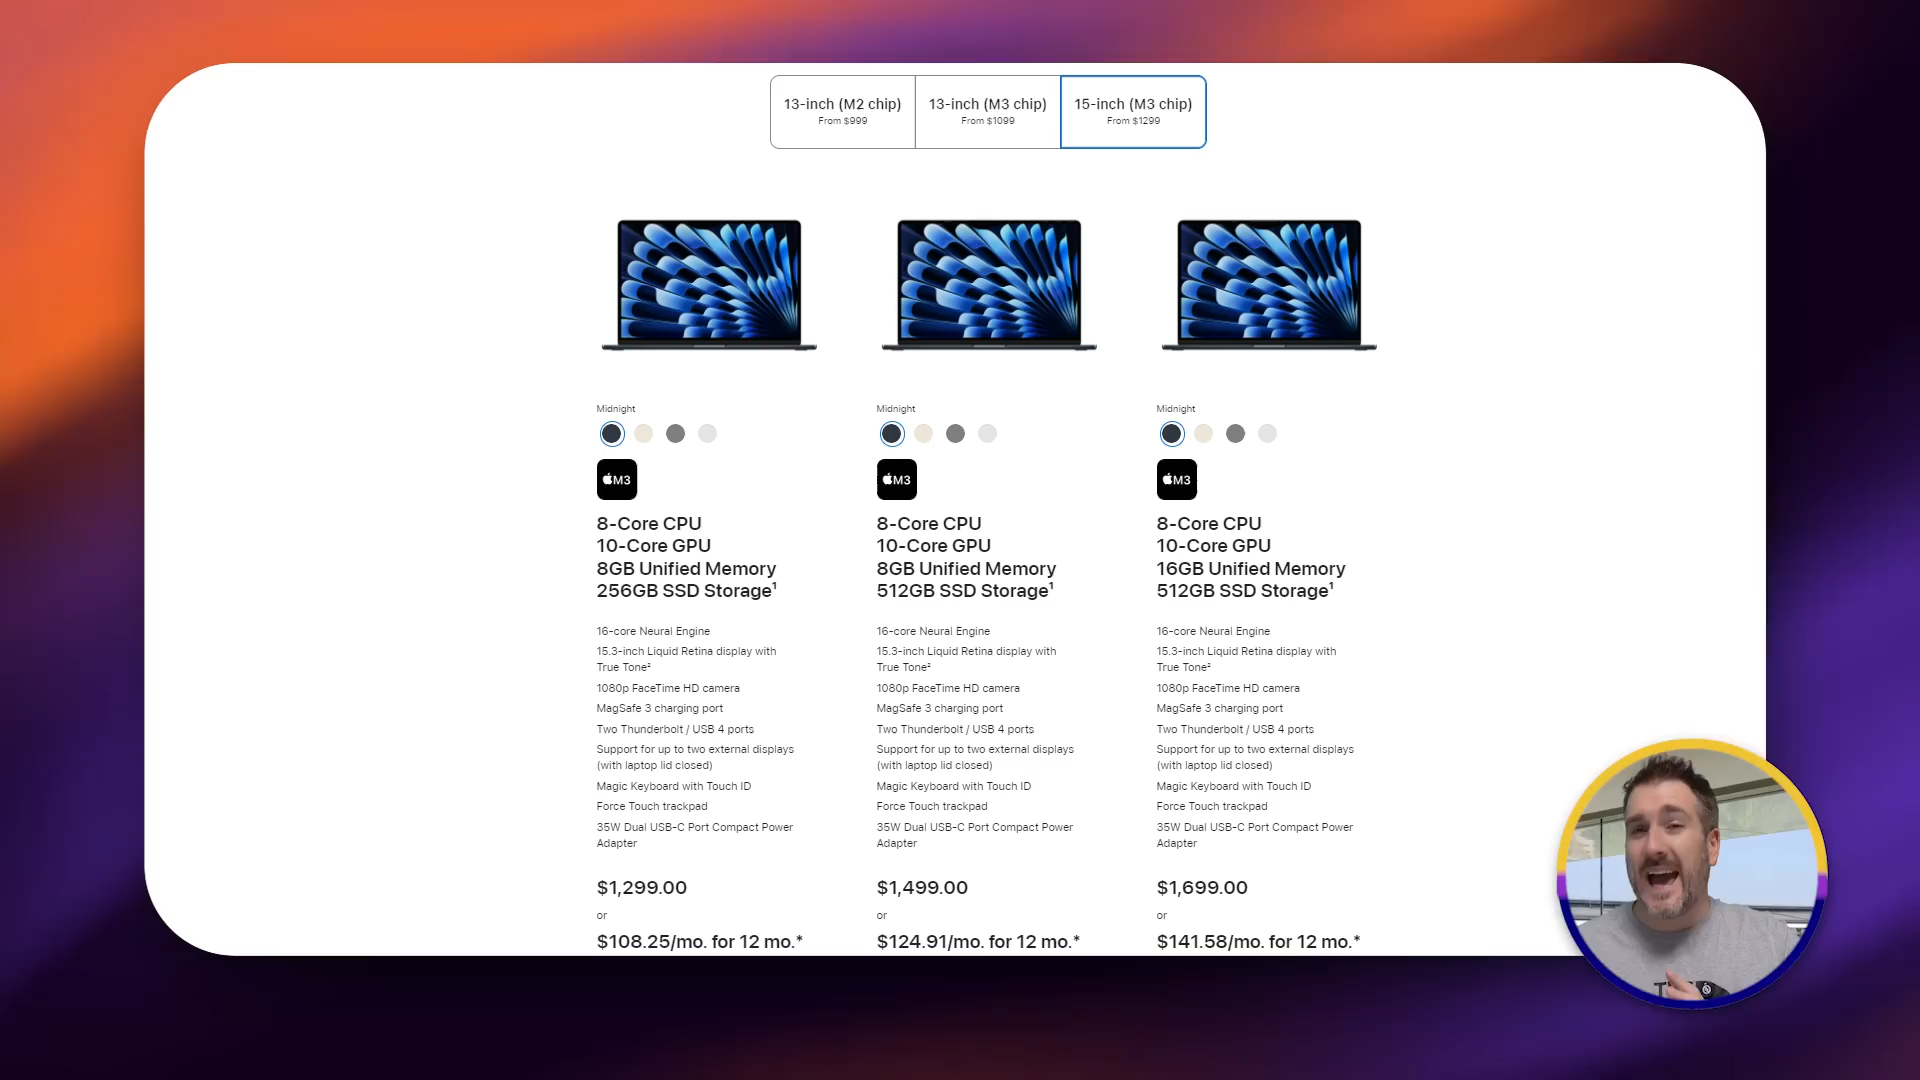 13-inch (M2 chip)
From $999
13-inch (M3 chip)
From $1099
15-inch (M3 chip)
From $1299
Midnight
M3
8-Core CPU
10-Core GPU
8GB Unified Memory
256GB SSD Storage¹
16-core Neural Engine
15.3-inch Liquid Retina display with
True Tone²
1080p FaceTime HD camera
MagSafe 3 charging port
Two Thunderbolt / USB 4 ports
Support for up to two external displays
(with laptop lid closed)
Magic Keyboard with Touch ID
Force Touch trackpad
35W Dual USB-C Port Compact Power
Adapter
$1,299.00
or
$108.25/mo. for 12 mo.*
Midnight
M3
8-Core CPU
10-Core GPU
8GB Unified Memory
512GB SSD Storage¹
16-core Neural Engine
15.3-inch Liquid Retina display with
True Tone²
1080p FaceTime HD camera
MagSafe 3 charging port
Two Thunderbolt / USB 4 ports
Support for up to two external displays
(with laptop lid closed)
Magic Keyboard with Touch ID
Force Touch trackpad
35W Dual USB-C Port Compact Power
Adapter
$1,499.00
or
$124.91/mo. for 12 mo.*
Midnight
M3
8-Core CPU
10-Core GPU
16GB Unified Memory
512GB SSD Storage¹
16-core Neural Engine
15.3-inch Liquid Retina display with
True Tone²
1080p FaceTime HD camera
MagSafe 3 charging port
Two Thunderbolt / USB 4 ports
Support for up to two external displays
(with laptop lid closed)
Magic Keyboard with Touch ID
Force Touch trackpad
35W Dual USB-C Port Compact Power
Adapter
$1,699.00
or
$141.58/mo. for 12 mo.*